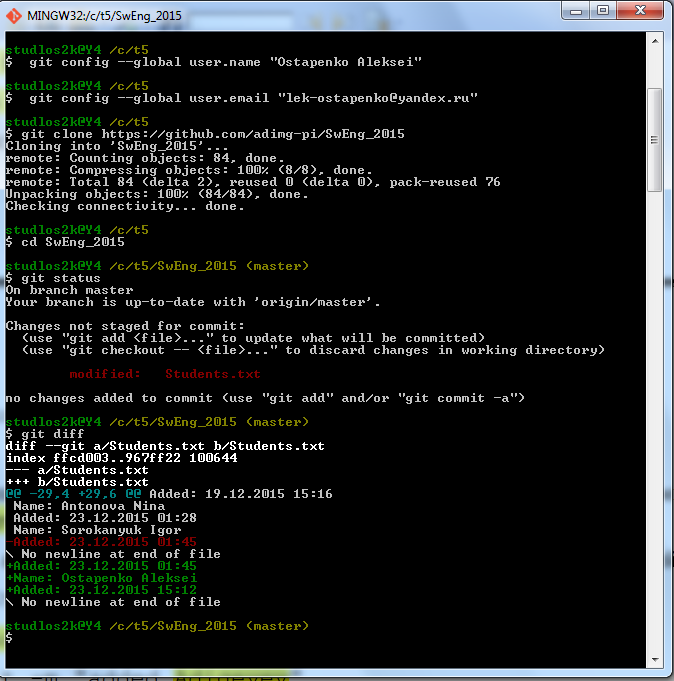 MINGW32:/c/t5/SwEng_2015
studlos2k@Y4 /c/t5
$  git config --global user.name "Ostapenko Aleksei"
studlos2k@Y4 /c/t5
$  git config --global user.email "lek-ostapenko@yandex.ru"
studlos2k@Y4 /c/t5
$ git clone https://github.com/adimg-pi/SwEng_2015
Cloning into 'SwEng_2015'...
remote: Counting objects: 84, done.
remote: Compressing objects: 100% (8/8), done.
remote: Total 84 (delta 2), reused 0 (delta 0), pack-reused 76
Unpacking objects: 100% (84/84), done.
Checking connectivity... done.
studlos2k@Y4 /c/t5
$ cd SwEng_2015
studlos2k@Y4 /c/t5/SwEng_2015 (master)
$ git status
On branch master
Your branch is up-to-date with 'origin/master'.
Changes not staged for commit:
  (use "git add <file>..." to update what will be committed)
  (use "git checkout -- <file>..." to discard changes in working directory)
        modified:   Students.txt
no changes added to commit (use "git add" and/or "git commit -a")
studlos2k@Y4 /c/t5/SwEng_2015 (master)
$ git diff
diff --git a/Students.txt b/Students.txt
index ffcd003..967ff22 100644
--- a/Students.txt
+++ b/Students.txt
@@ -29,4 +29,6 @@ Added: 19.12.2015 15:16
 Name: Antonova Nina
 Added: 23.12.2015 01:28
 Name: Sorokanyuk Igor
-Added: 23.12.2015 01:45
\ No newline at end of file
+Added: 23.12.2015 01:45
+Name: Ostapenko Aleksei
+Added: 23.12.2015 15:12
\ No newline at end of file
studlos2k@Y4 /c/t5/SwEng_2015 (master)
$